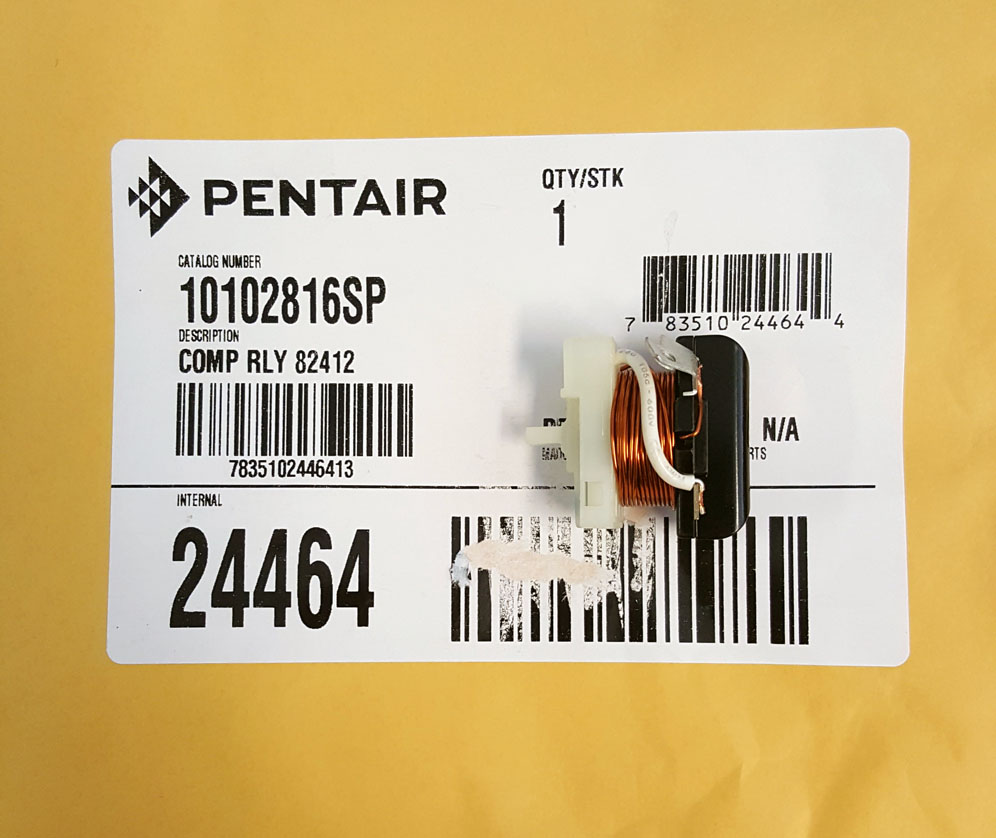 PENTAIR
QTY/STK
1
CATALOG NUMBER
10102816SP
DESCRIPTION
COMP RLY 82412
7 83510 24464 4
7835102446413
N/A
INTERNAL
24464